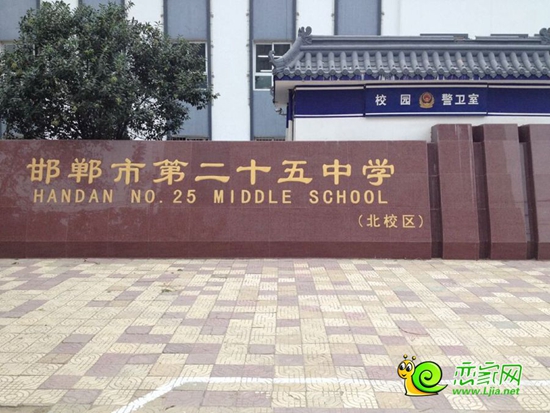 校园 警卫室
邯郸市第二十五中学
HANDAN NO.25 MIDDLE SCHOOL
(北校区)
恋家网
www.Ljia.net